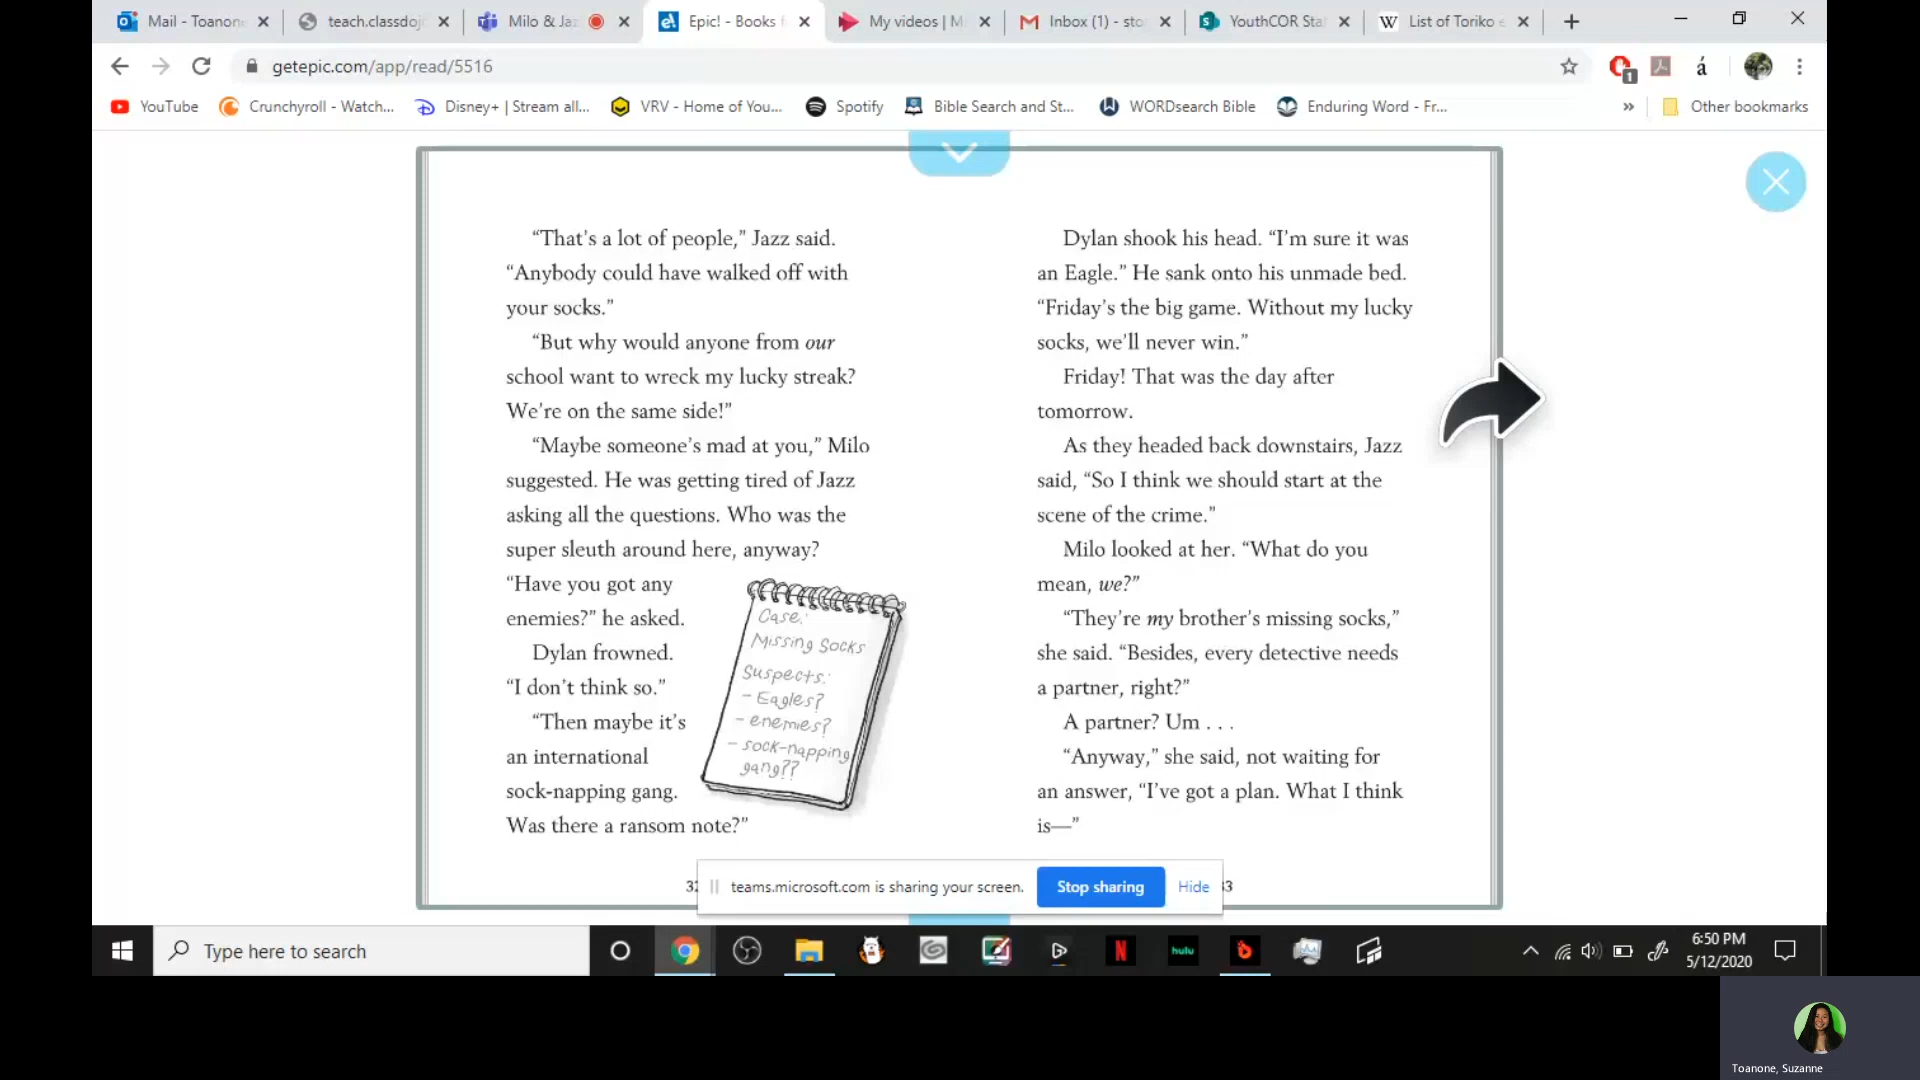 Mail - Toanone
teach.classdojo
Milo & Jaz
Epic! - Books f
My videos | M
Inbox (1) - sto
YouthCOR Sta
List of Toriko e
getepic.com/app/read/5516
1
á
YouTube
Crunchyroll - Watch...
Disney+ | Stream all...
VRV - Home of You...
Spotify
Bible Search and St...
WORDsearch Bible
Enduring Word - Fr...
»
Other bookmarks
“That’s a lot of people,” Jazz said.
“Anybody could have walked off with
your socks.”
“But why would anyone from our
school want to wreck my lucky streak?
We’re on the same side!”
“Maybe someone’s mad at you,” Milo
suggested. He was getting tired of Jazz
asking all the questions. Who was the
super sleuth around here, anyway?
“Have you got any
enemies?” he asked.
Dylan frowned.
“I don’t think so.”
“Then maybe it’s
an international
sock-napping gang.
Was there a ransom note?”
Case:
Missing Socks
Suspects:
- Eagles?
- enemies?
- sock-napping
gang??
32
Dylan shook his head. “I’m sure it was
an Eagle.” He sank onto his unmade bed.
“Friday’s the big game. Without my lucky
socks, we’ll never win.”
Friday! That was the day after
tomorrow.
As they headed back downstairs, Jazz
said, “So I think we should start at the
scene of the crime.”
Milo looked at her. “What do you
mean, we?”
“They’re my brother’s missing socks,”
she said. “Besides, every detective needs
a partner, right?”
A partner? Um . . .
“Anyway,” she said, not waiting for
an answer, “I’ve got a plan. What I think
is—”
33
teams.microsoft.com is sharing your screen.
Stop sharing
Hide
Type here to search
N
hulu
6:50 PM
5/12/2020
Toanone, Suzanne